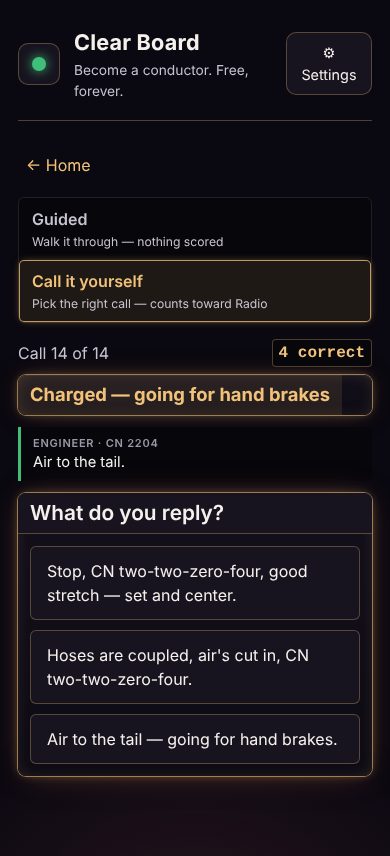 Clear Board
Become a conductor. Free,
forever.
⚙
Settings
← Home
Guided
Walk it through — nothing scored
Call it yourself
Pick the right call — counts toward Radio
Call 14 of 14
4 correct
Charged — going for hand brakes
ENGINEER · CN 2204
Air to the tail.
What do you reply?
Stop, CN two-two-zero-four, good
stretch — set and center.
Hoses are coupled, air's cut in, CN
two-two-zero-four.
Air to the tail — going for hand brakes.